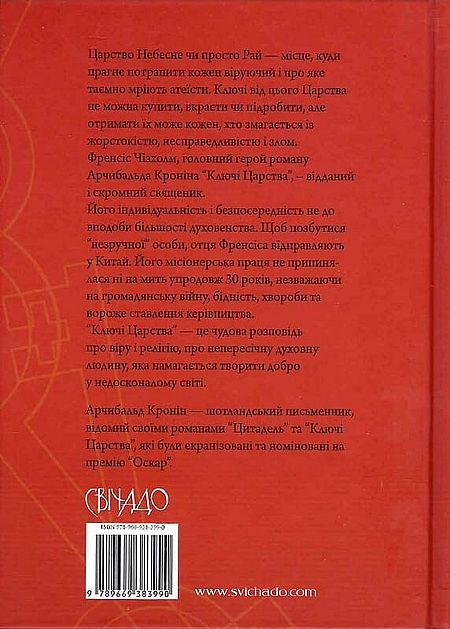 Царство Небесне чи просто Рай — місце, куди
прагне потрапити кожен віруючий і про яке
таємно мріють атеїсти. Ключі від цього Царства
не можна купити, вкрасти чи підробити, але
отримати їх може кожен, хто змагається із
жорстокістю, несправедливістю і злом.
Френсіс Чізхолм, головний герой роману
Арчибальда Кроніна “Ключі Царства”, – відданий
і скромний священик.
Його індивідуальність і безпосередність не до
вподоби більшості духовенства. Щоб позбутися
“незручної” особи, отця Френсіса відправляють
у Китай. Його місіонерська праця не припиня-
лася ні на мить упродовж 30 років, незважаючи
на громадянську війну, бідність, хвороби та
вороже ставлення керівництва.
“Ключі Царства” — це чудова розповідь
про віру і релігію, про непересічну духовну
людину, яка намагається творити добро
у недосконалому світі.
Арчибальд Кронін — шотландський письменник,
відомий своїми романами “Цитадель” та “Ключі
Царства”, які були екранізовані та номіновані на
премію “Оскар”.
СВІЧАДО
ISBN 978-966-938-399-0
9 789669 383990
www.svichado.com